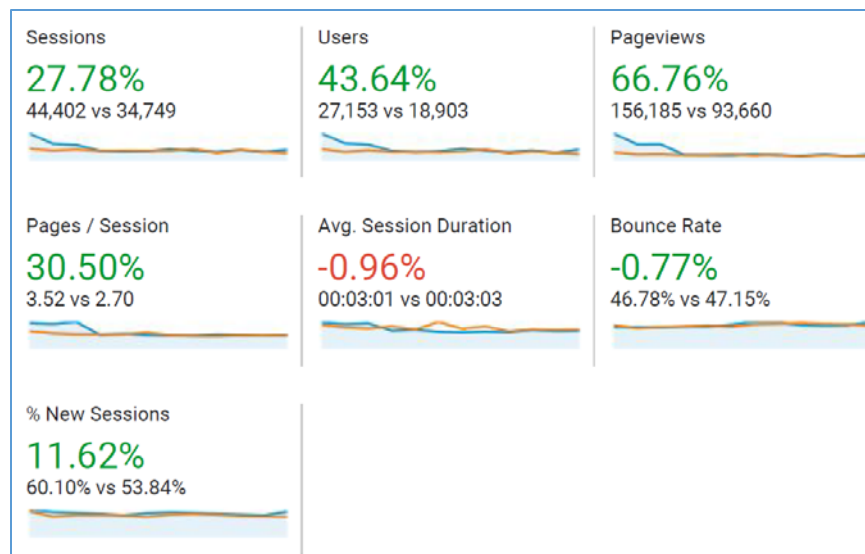 Sessions
27.78%
44,402 vs 34,749
Users
43.64%
27,153 vs 18,903
Pageviews
66.76%
156,185 vs 93,660
Pages / Session
30.50%
3.52 vs 2.70
Avg. Session Duration
-0.96%
00:03:01 vs 00:03:03
Bounce Rate
-0.77%
46.78% vs 47.15%
% New Sessions
11.62%
60.10% vs 53.84%